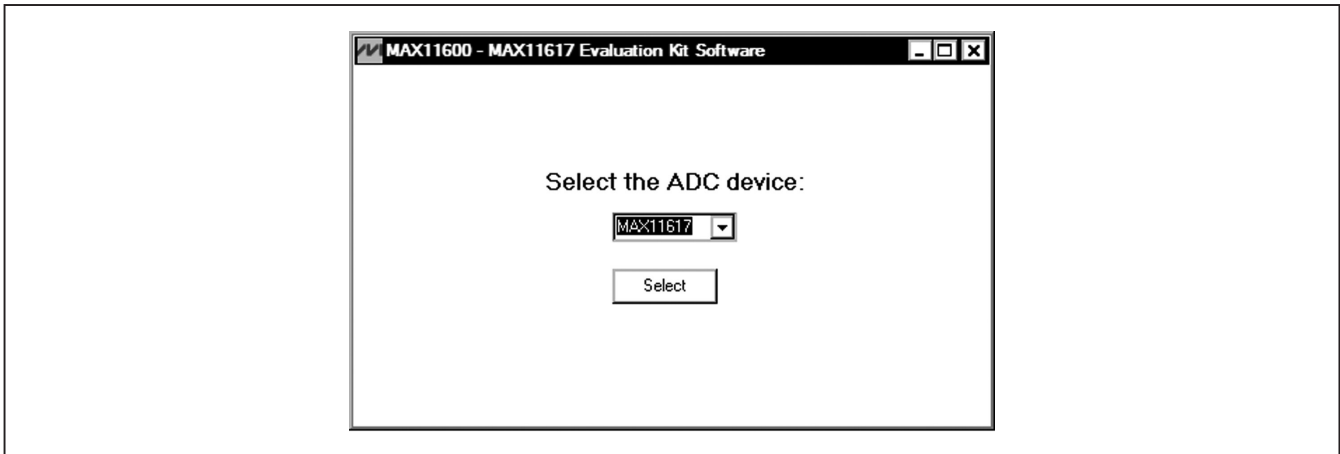 MAX11600 - MAX11617 Evaluation Kit Software
Select the ADC device:
MAX11617
Select